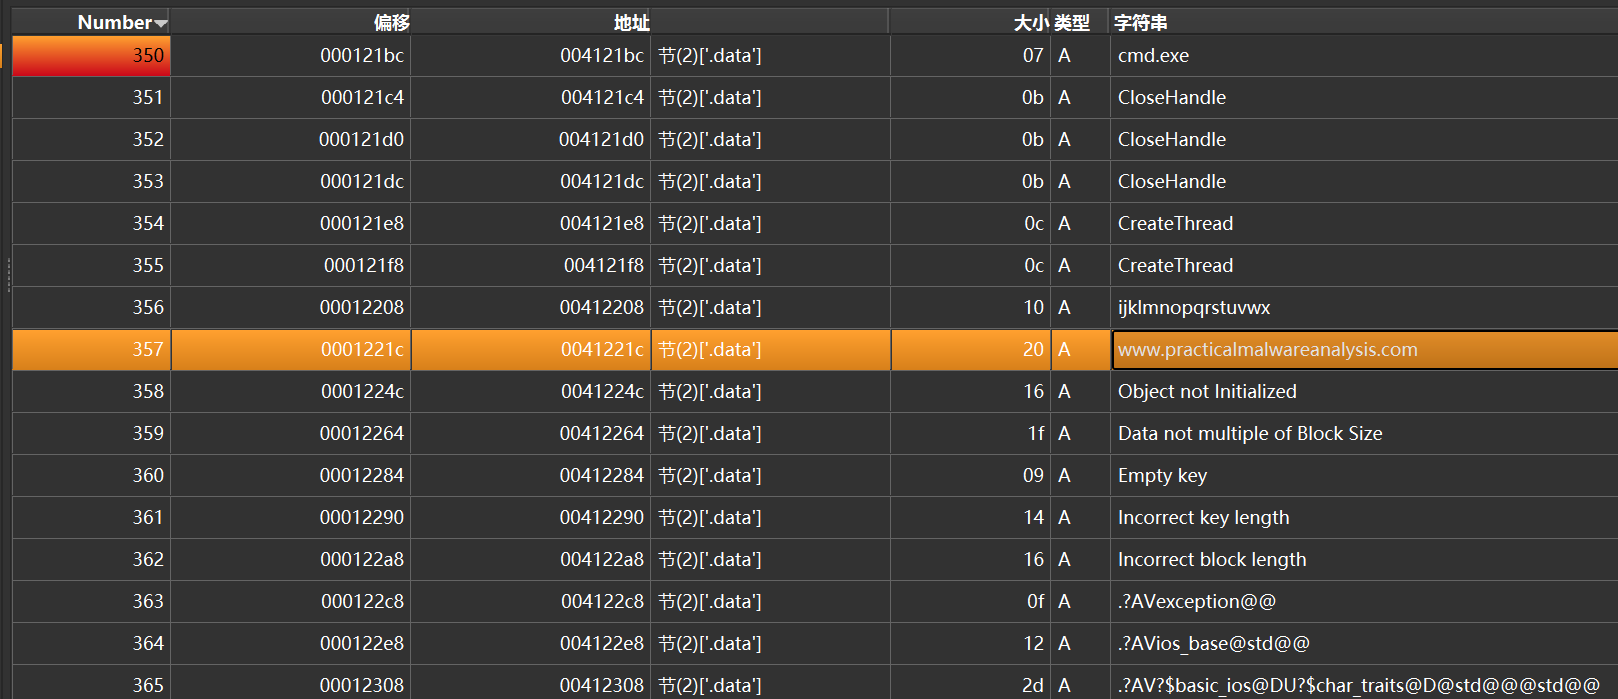 Number 偏移 地址 大小 类型 字符串
350 000121bc 004121bc 节(2)['.data'] 07 A cmd.exe
351 000121c4 004121c4 节(2)['.data'] 0b A CloseHandle
352 000121d0 004121d0 节(2)['.data'] 0b A CloseHandle
353 000121dc 004121dc 节(2)['.data'] 0b A CloseHandle
354 000121e8 004121e8 节(2)['.data'] 0c A CreateThread
355 000121f8 004121f8 节(2)['.data'] 0c A CreateThread
356 00012208 00412208 节(2)['.data'] 10 A ijklmnopqrstuvwx
357 0001221c 0041221c 节(2)['.data'] 20 A www.practicalmalwareanalysis.com
358 0001224c 0041224c 节(2)['.data'] 16 A Object not Initialized
359 00012264 00412264 节(2)['.data'] 1f A Data not multiple of Block Size
360 00012284 00412284 节(2)['.data'] 09 A Empty key
361 00012290 00412290 节(2)['.data'] 14 A Incorrect key length
362 000122a8 004122a8 节(2)['.data'] 16 A Incorrect block length
363 000122c8 004122c8 节(2)['.data'] 0f A .?AVexception@@
364 000122e8 004122e8 节(2)['.data'] 12 A .?AVios_base@std@@
365 00012308 00412308 节(2)['.data'] 2d A .?AV?$basic_ios@DU?$char_traits@D@std@@@std@@